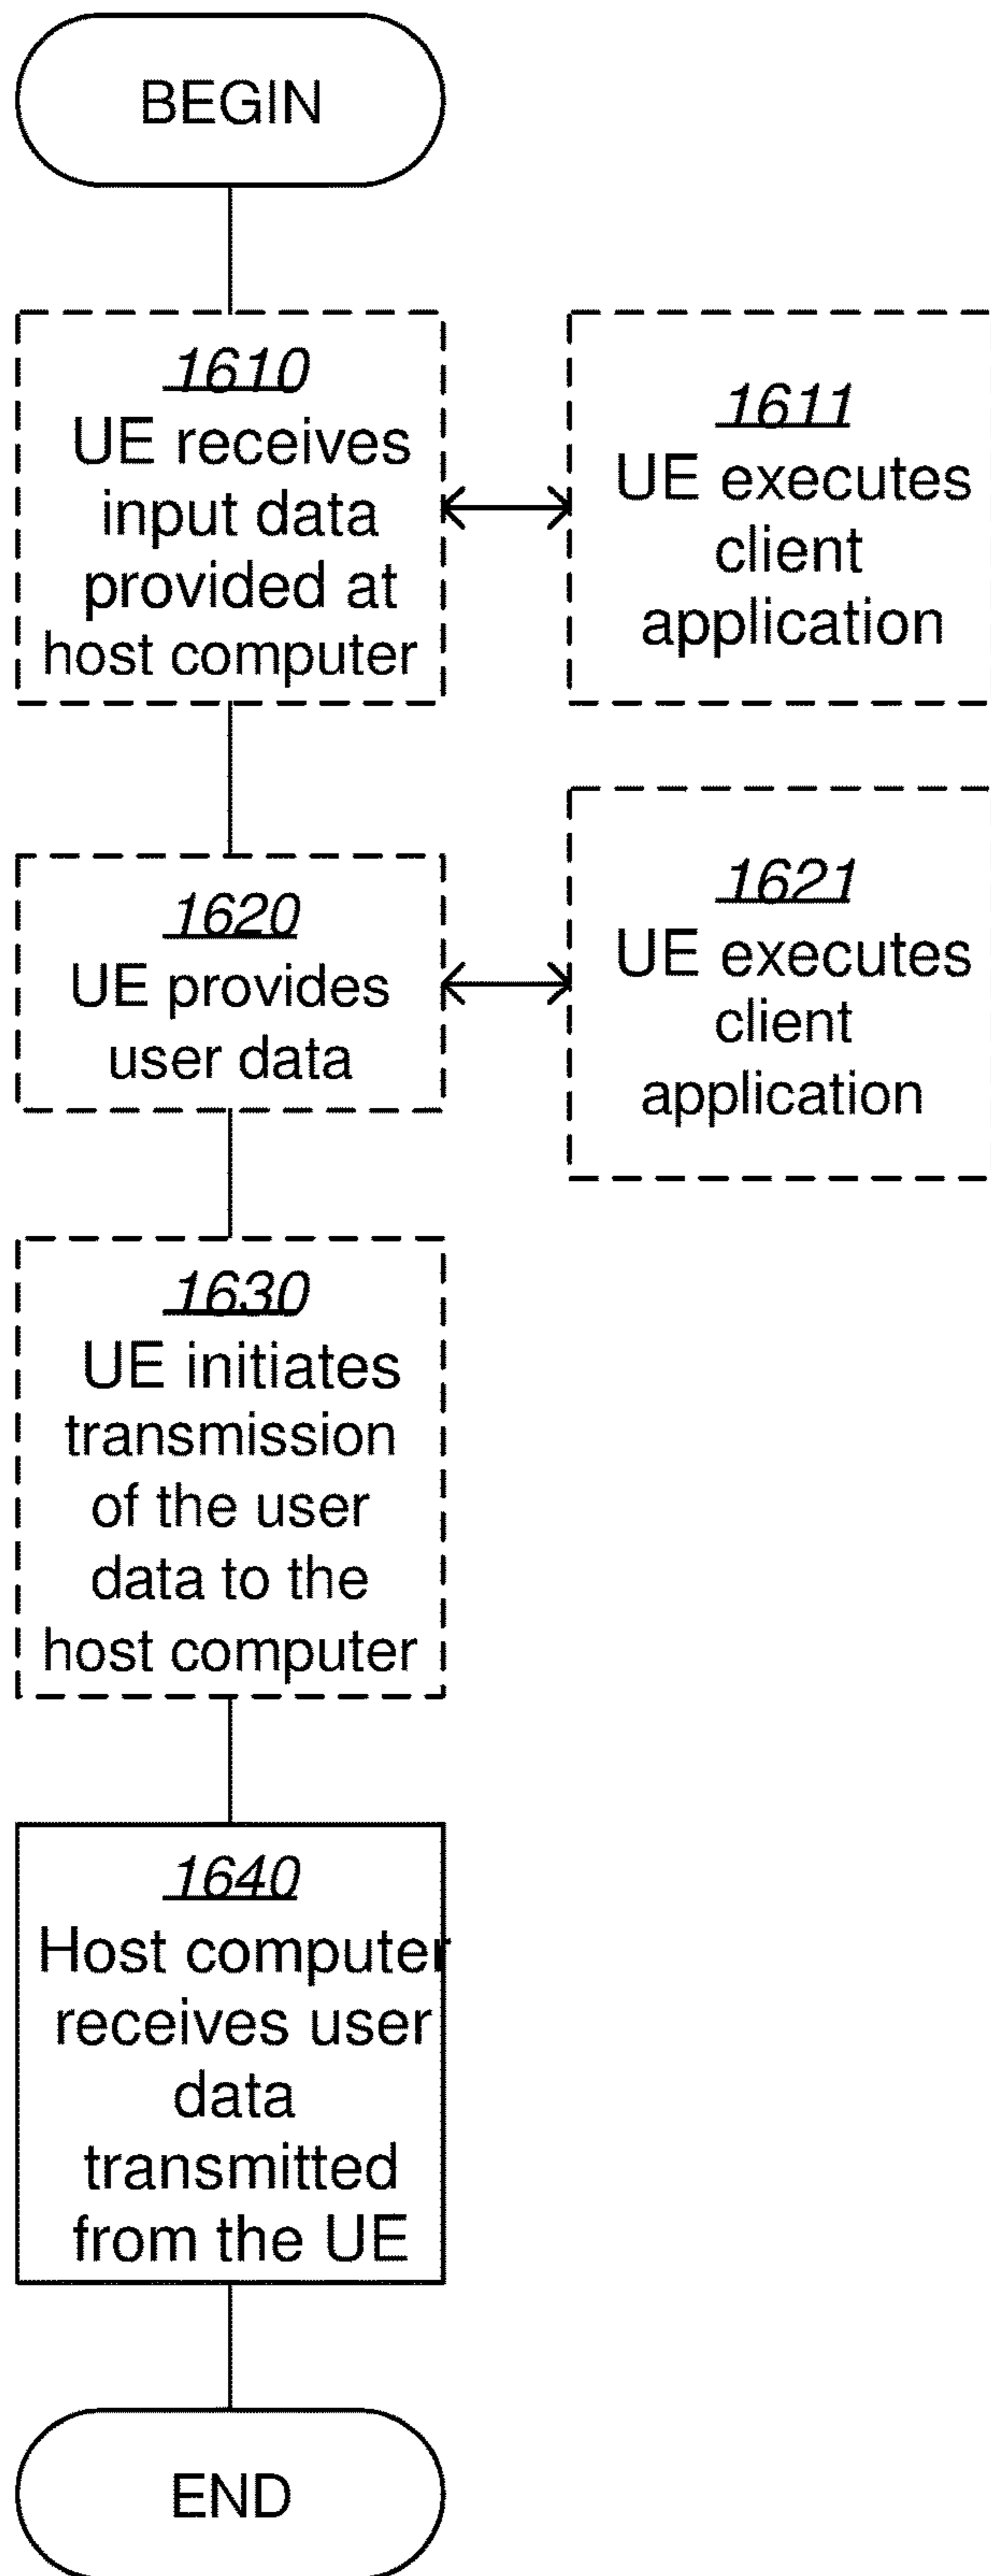 BEGIN
1610
UE receives
input data
provided at
host computer
1611
UE executes
client
application
1620
UE provides
user data
1621
UE executes
client
application
1630
UE initiates
transmission
of the user
data to the
host computer
1640
Host computer
receives user
data
transmitted
from the UE
END